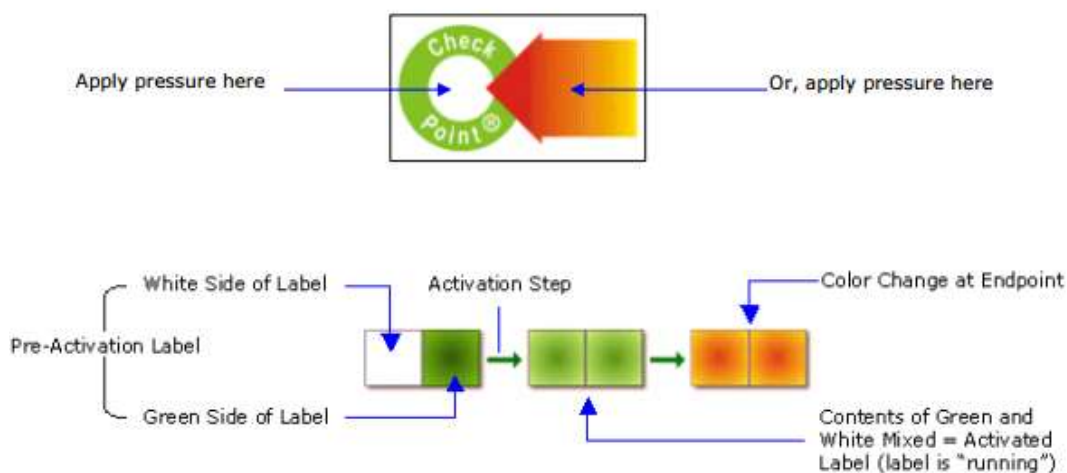 Check
Point®
Apply pressure here
Or, apply pressure here
White Side of Label
Activation Step
Color Change at Endpoint
Pre-Activation Label
Green Side of Label
Contents of Green and
White Mixed = Activated
Label (label is "running")